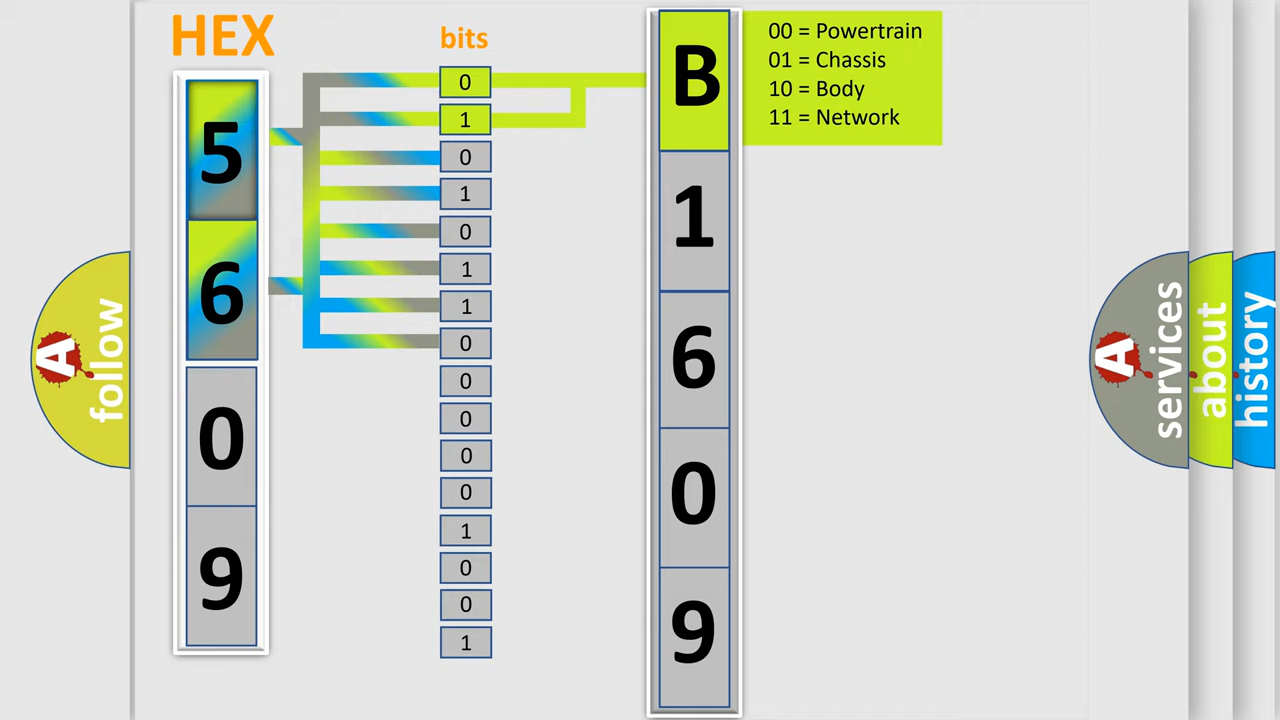 HEX
bits
5
6
0
9
0
1
0
1
0
1
1
0
0
0
0
0
1
0
0
1
B
1
6
0
9
00 = Powertrain
01 = Chassis
10 = Body
11 = Network
A
follow
A
services
about
history